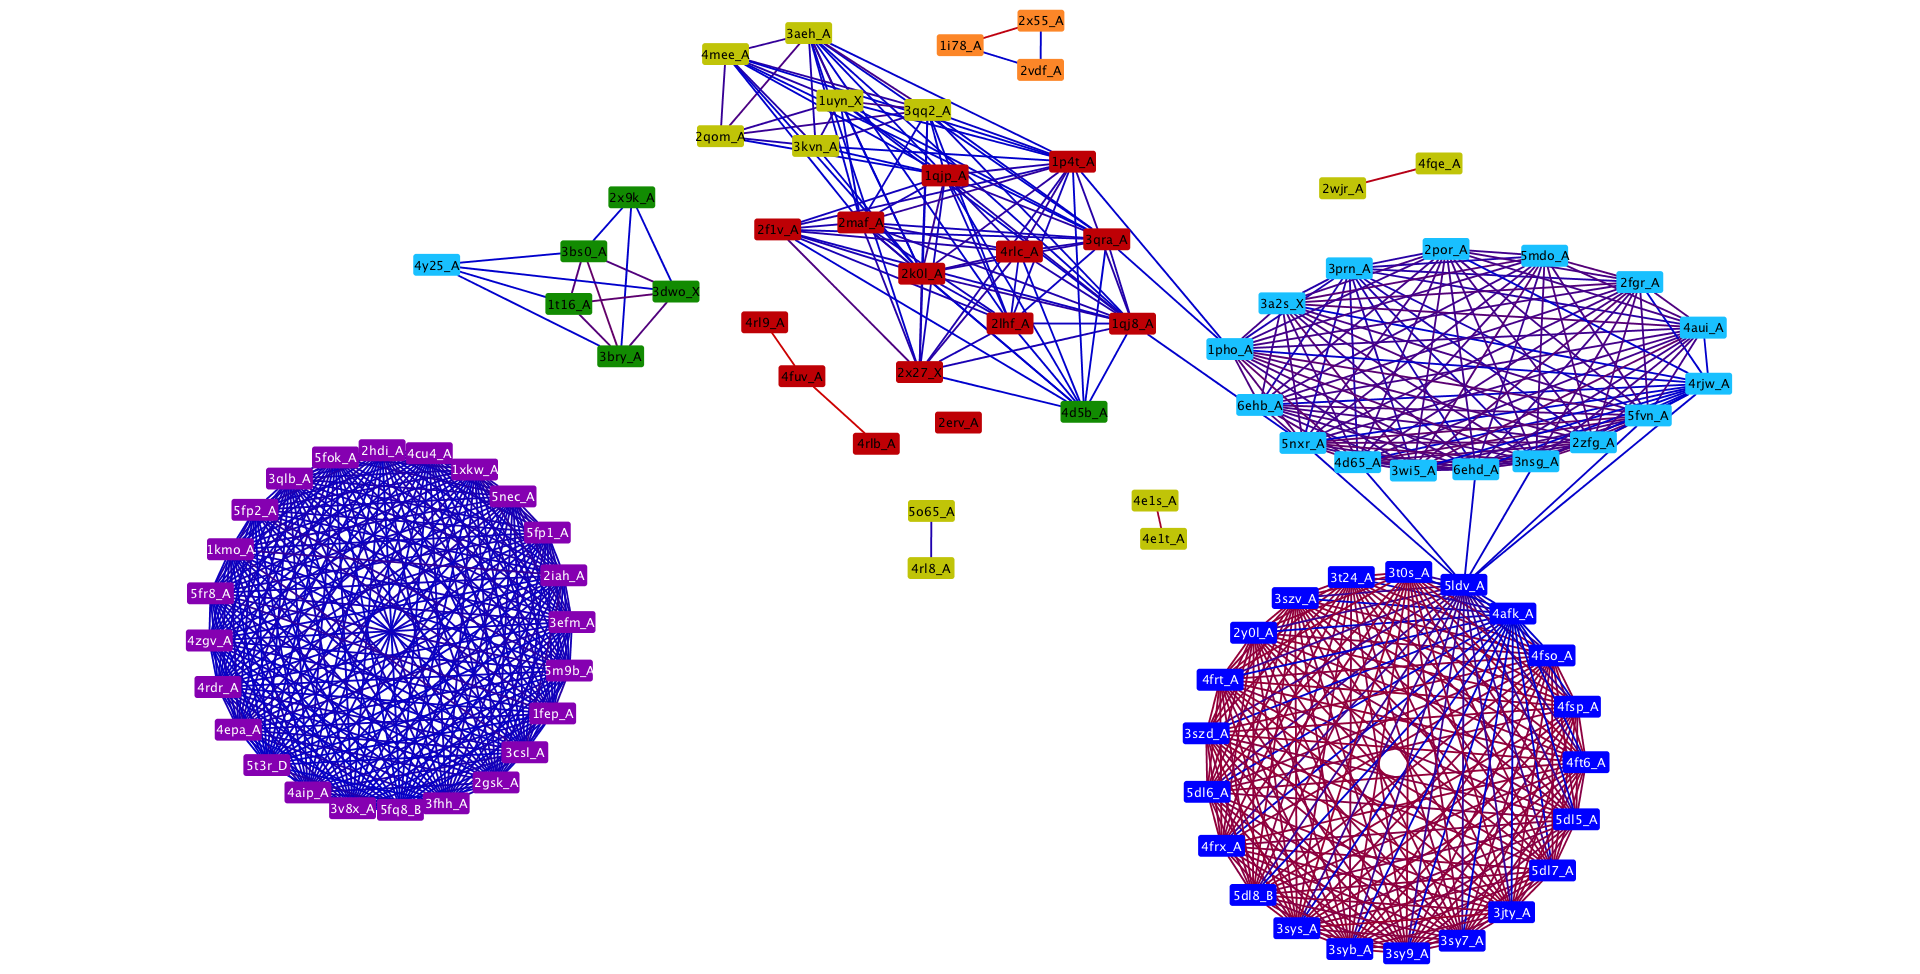 2x55_A
1i78_A
2vdf_A
3aeh_A
4mee_A
1uyn_X
3qq2_A
2qom_A
3kvn_A
1p4t_A
1qjp_A
2f1v_A
2maf_A
4rlc_A
3qra_A
2k0l_A
2lhf_A
1qj8_A
2x27_X
4d5b_A
4fqe_A
2wjr_A
2x9k_A
3bs0_A
4y25_A
3dwo_X
1t16_A
3bry_A
4rl9_A
4fuv_A
4rlb_A
2erv_A
2por_A
5mdo_A
3prn_A
2fgr_A
3a2s_X
4aui_A
1pho_A
4rjw_A
6ehb_A
5fvn_A
5nxr_A
2zfg_A
4d65_A
3wi5_A
6ehd_A
3nsg_A
2hdi_A
4cu4_A
5fok_A
1xkw_A
3qlb_A
5nec_A
5fp2_A
5fp1_A
1kmo_A
2iah_A
5fr8_A
3efm_A
4zgv_A
5m9b_A
4rdr_A
1fep_A
4epa_A
3csl_A
5t3r_D
2gsk_A
4aip_A
3v8x_A
5fq8_B
3fhh_A
5o65_A
4rl8_A
4e1s_A
4e1t_A
3t0s_A
3t24_A
5ldv_A
3szv_A
4afk_A
2y0l_A
4fso_A
4frt_A
4fsp_A
3szd_A
4ft6_A
5dl6_A
5dl5_A
4frx_A
5dl7_A
5dl8_B
3jty_A
3sys_A
3syb_A
3sy9_A
3sy7_A